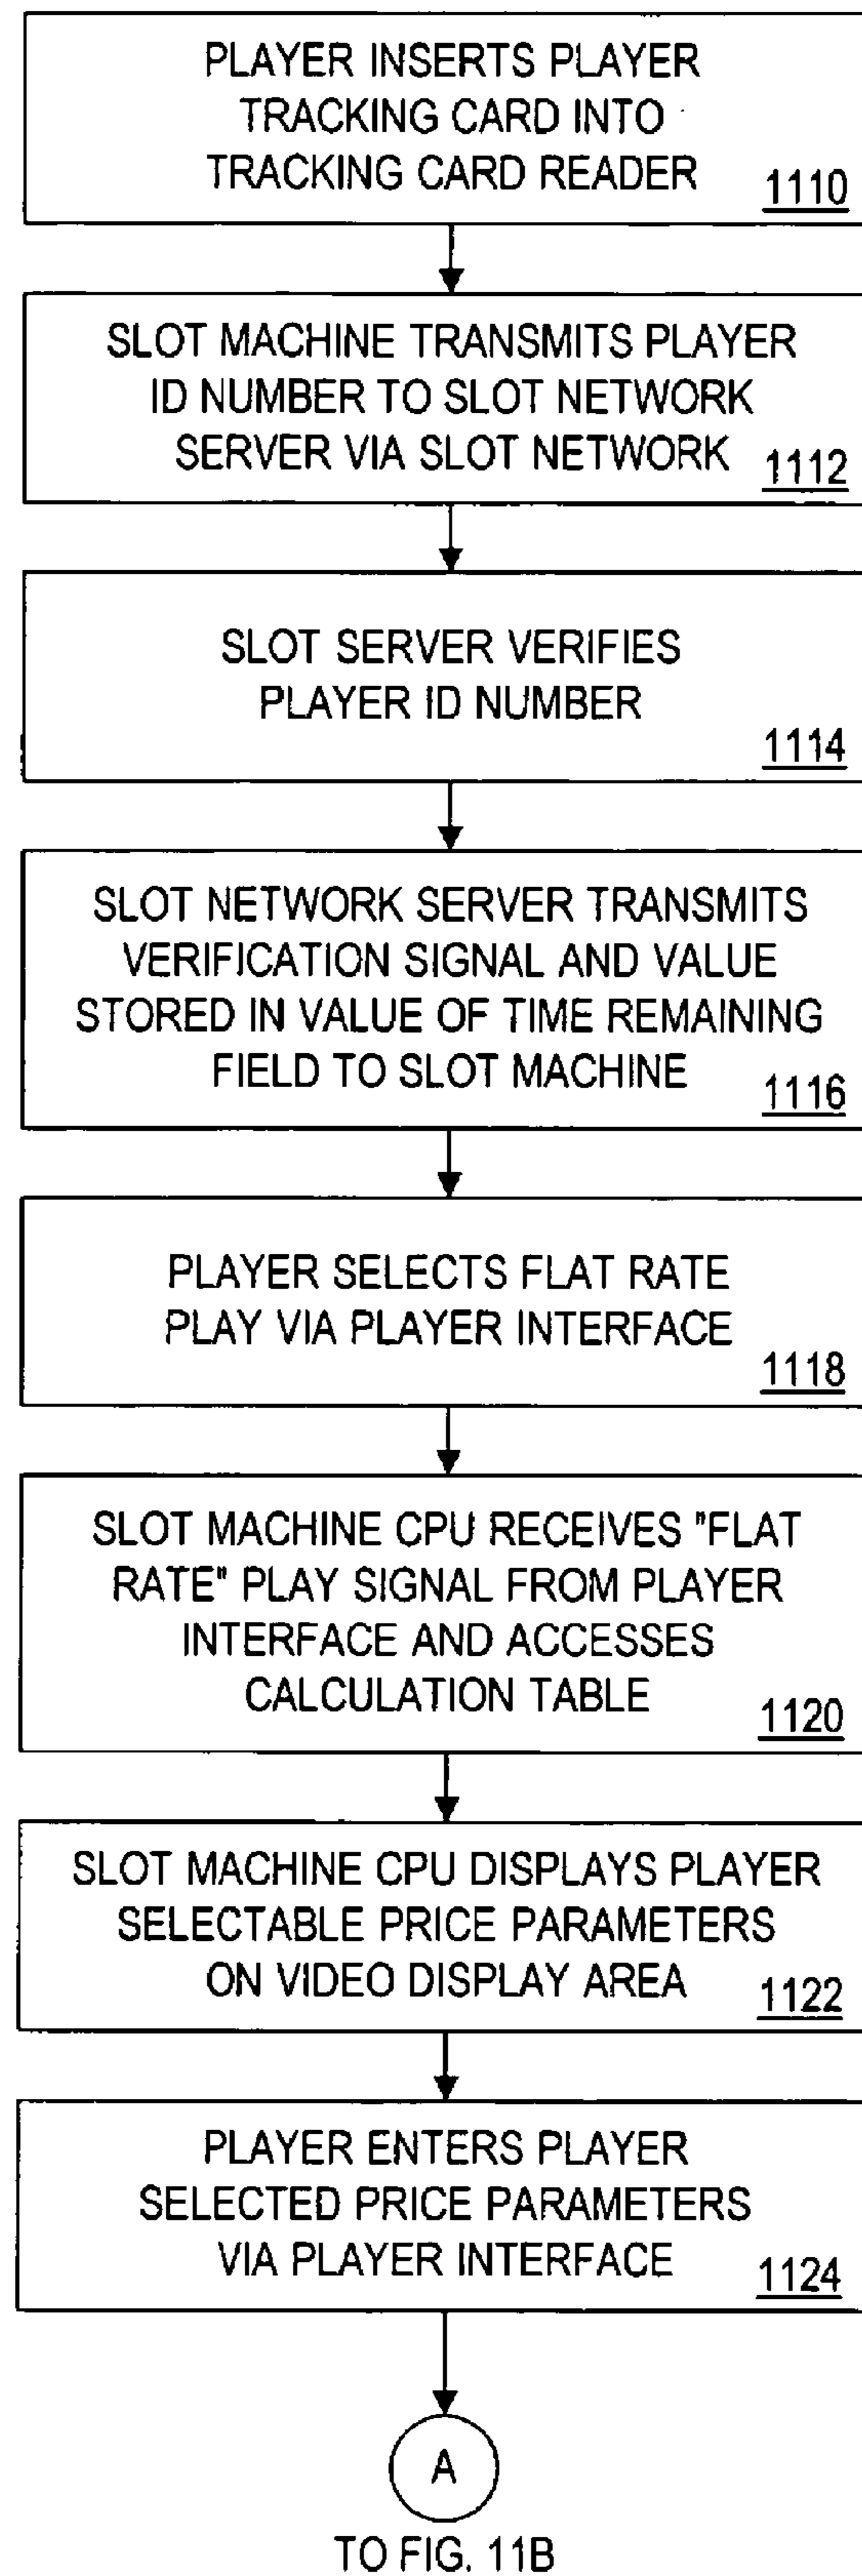 PLAYER INSERTS PLAYER
TRACKING CARD INTO
TRACKING CARD READER
1110
SLOT MACHINE TRANSMITS PLAYER
ID NUMBER TO SLOT NETWORK
SERVER VIA SLOT NETWORK
1112
SLOT SERVER VERIFIES
PLAYER ID NUMBER
1114
SLOT NETWORK SERVER TRANSMITS
VERIFICATION SIGNAL AND VALUE
STORED IN VALUE OF TIME REMAINING
FIELD TO SLOT MACHINE
1116
PLAYER SELECTS FLAT RATE
PLAY VIA PLAYER INTERFACE
1118
SLOT MACHINE CPU RECEIVES "FLAT
RATE" PLAY SIGNAL FROM PLAYER
INTERFACE AND ACCESSES
CALCULATION TABLE
1120
SLOT MACHINE CPU DISPLAYS PLAYER
SELECTABLE PRICE PARAMETERS
ON VIDEO DISPLAY AREA
1122
PLAYER ENTERS PLAYER
SELECTED PRICE PARAMETERS
VIA PLAYER INTERFACE
1124
A
TO FIG. 11B